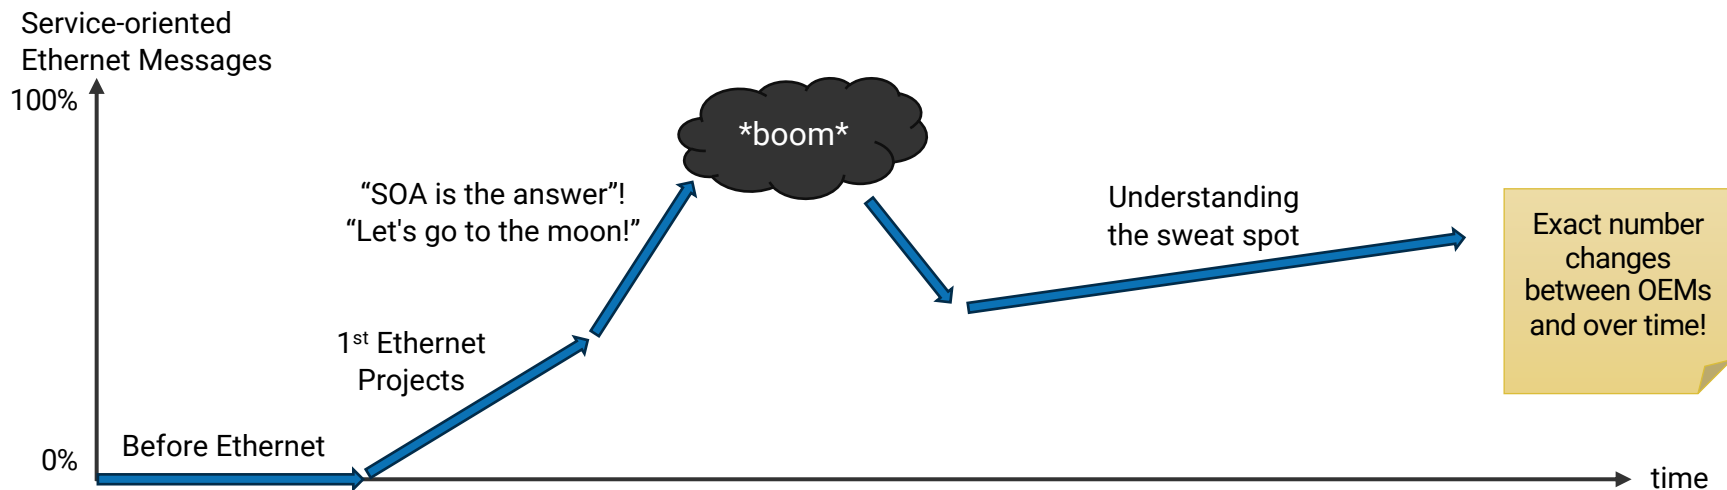 Service-oriented
Ethernet Messages
100%
*boom*
“SOA is the answer”!
“Let's go to the moon!”
Understanding
the sweat spot
Exact number
changes
between OEMs
and over time!
1st Ethernet
Projects
Before Ethernet
0%
time